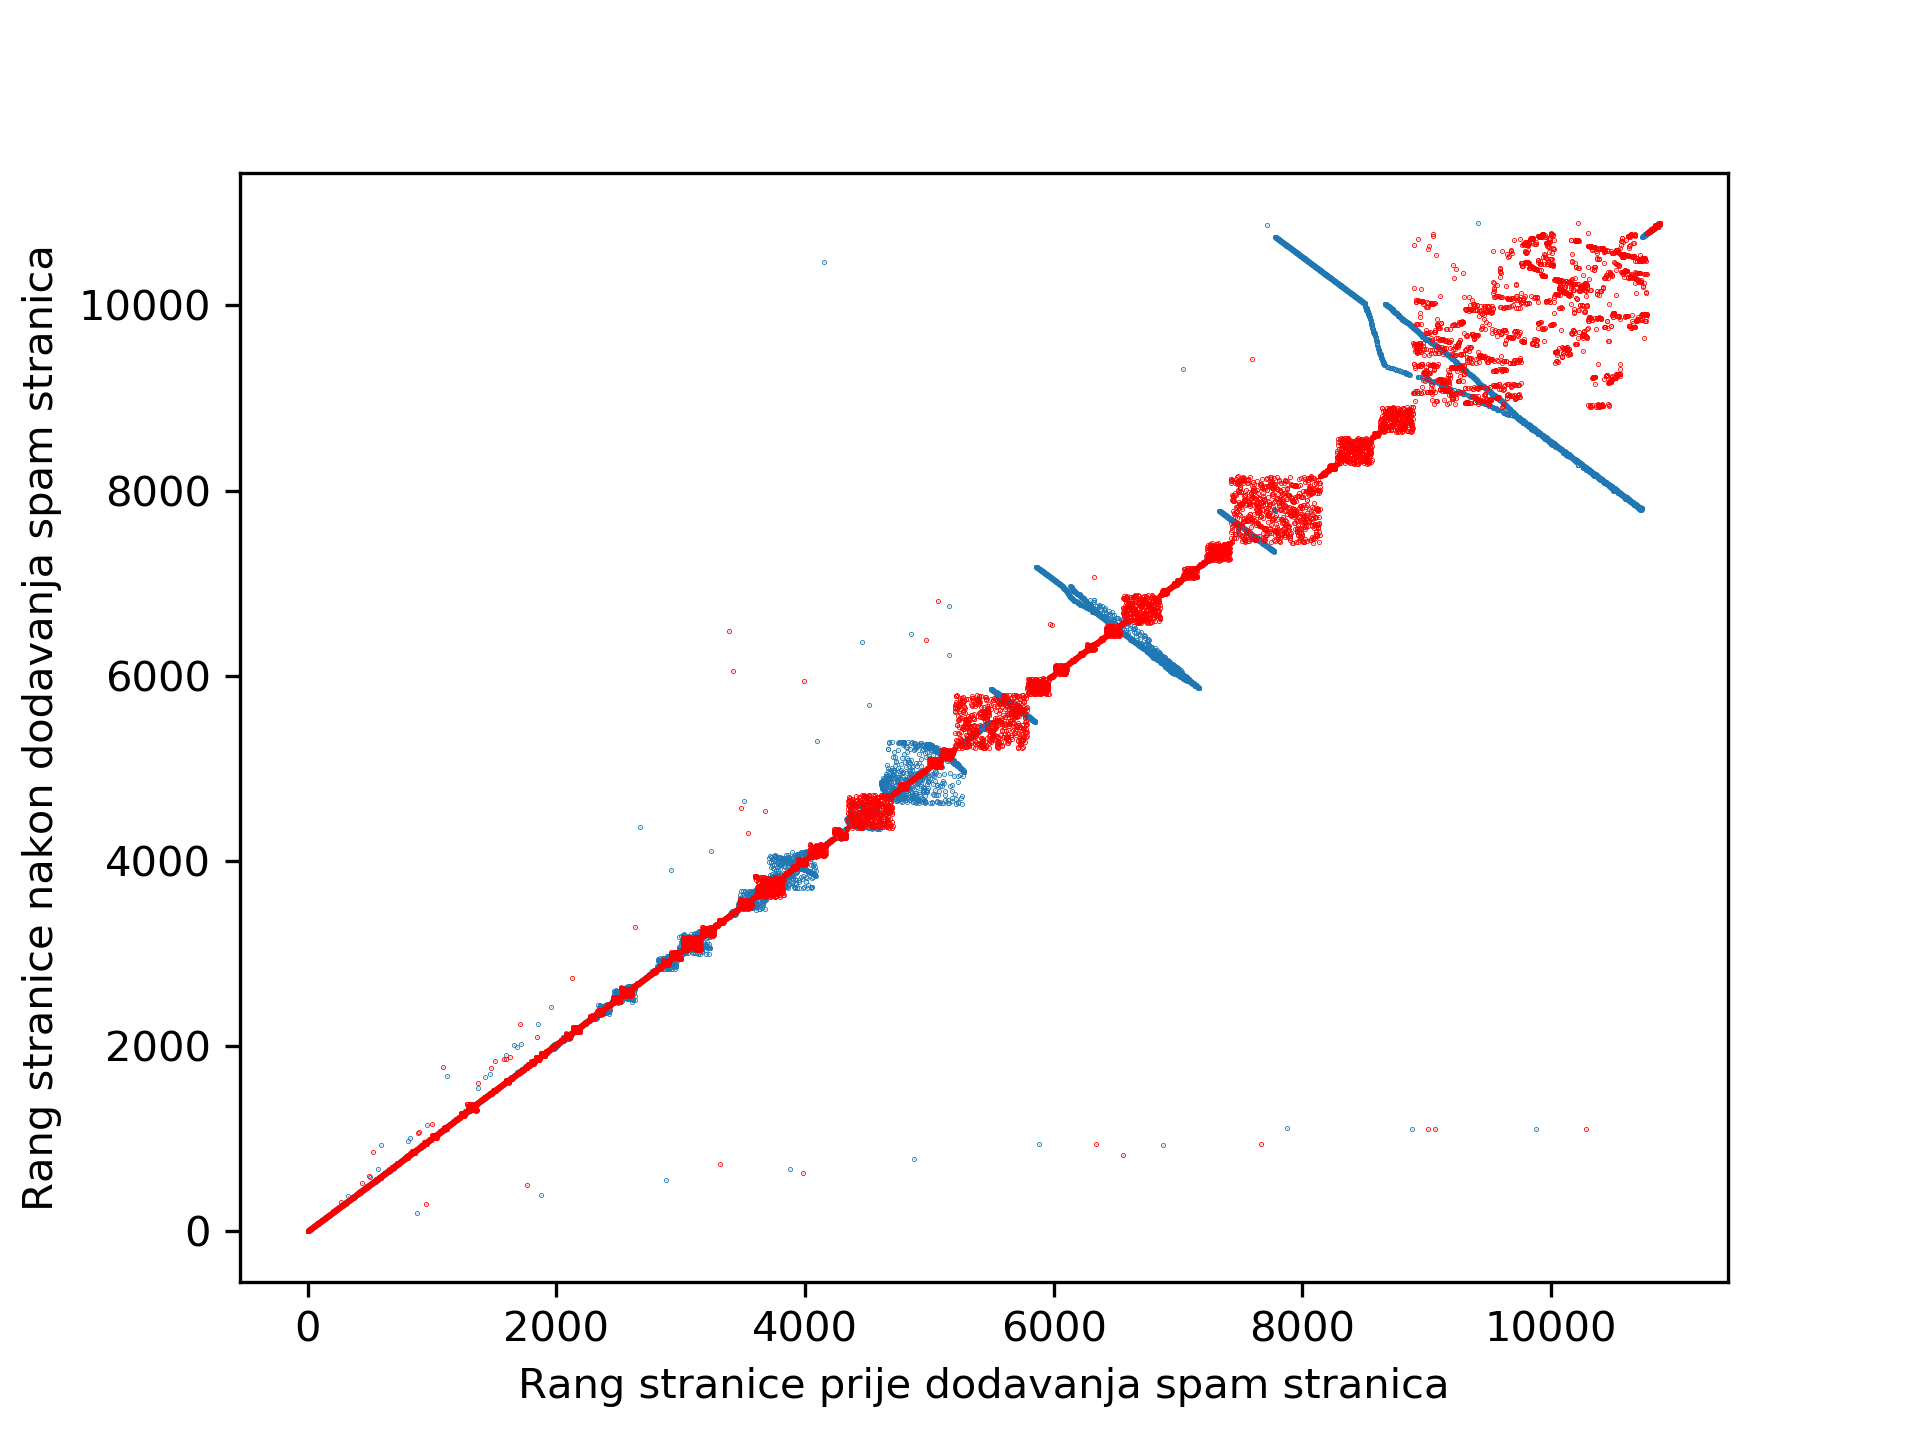 Rang stranice nakon dodavanja spam stranica
10000
8000
6000
4000
2000
0
0 2000 4000 6000 8000 10000
Rang stranice prije dodavanja spam stranica